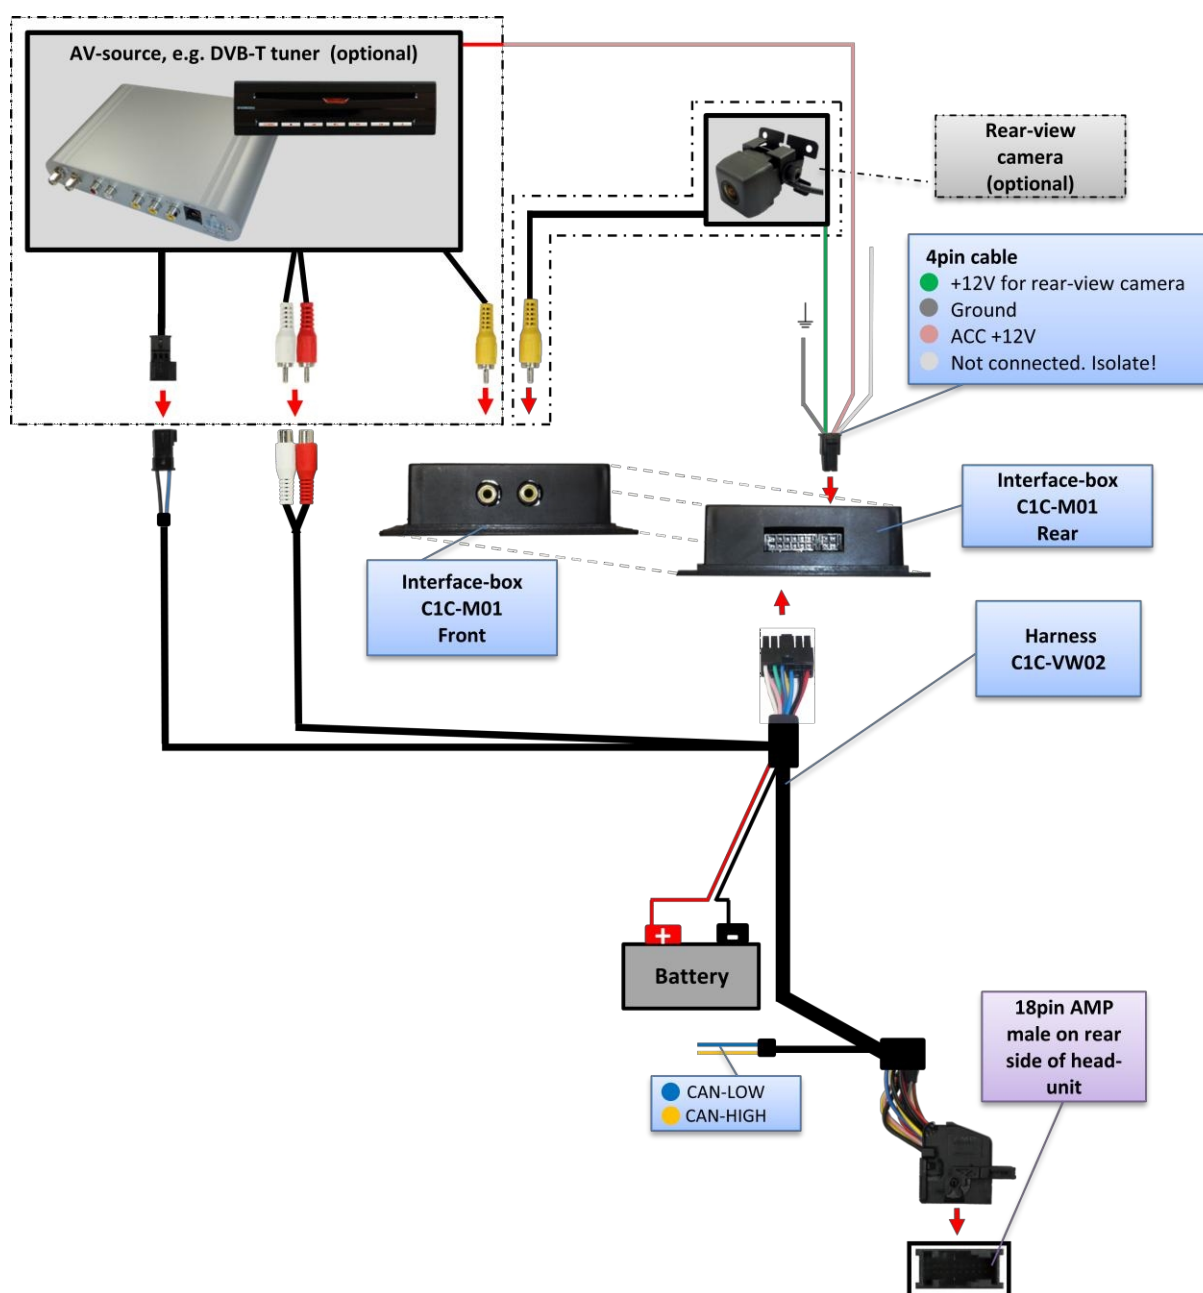 AV-source, e.g. DVB-T tuner (optional)
Rear-view
camera
(optional)
4pin cable
+12V for rear-view camera
Ground
ACC +12V
Not connected. Isolate!
Interface-box
C1C-M01
Rear
Interface-box
C1C-M01
Front
Harness
C1C-VW02
+
-
Battery
18pin AMP
male on rear
side of head-
unit
CAN-LOW
CAN-HIGH